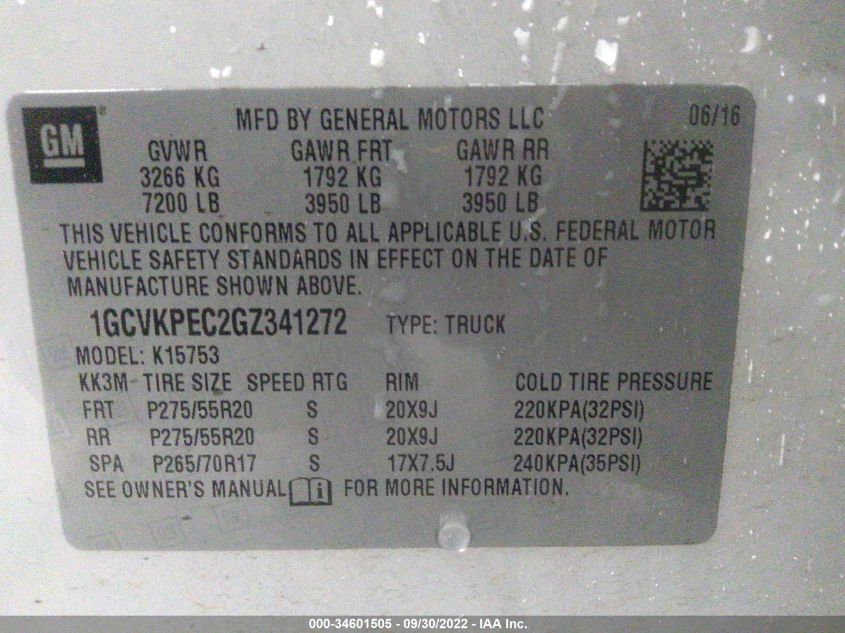 GM ® MFD BY GENERAL MOTORS LLC 06/16
GVWR GAWR FRT GAWR RR
3266 KG 1792 KG 1792 KG
7200 LB 3950 LB 3950 LB
THIS VEHICLE CONFORMS TO ALL APPLICABLE U.S. FEDERAL MOTOR
VEHICLE SAFETY STANDARDS IN EFFECT ON THE DATE OF
MANUFACTURE SHOWN ABOVE.
1GCVKPEC2GZ341272 TYPE: TRUCK
MODEL: K15753
KK3M- TIRE SIZE SPEED RTG RIM COLD TIRE PRESSURE
FRT P275/55R20 S 20X9J 220KPA(32PSI)
RR P275/55R20 S 20X9J 220KPA(32PSI)
SPA P265/70R17 S 17X7.5J 240KPA(35PSI)
SEE OWNER'S MANUAL i FOR MORE INFORMATION.
000-34601505 - 09/30/2022 - IAA Inc.